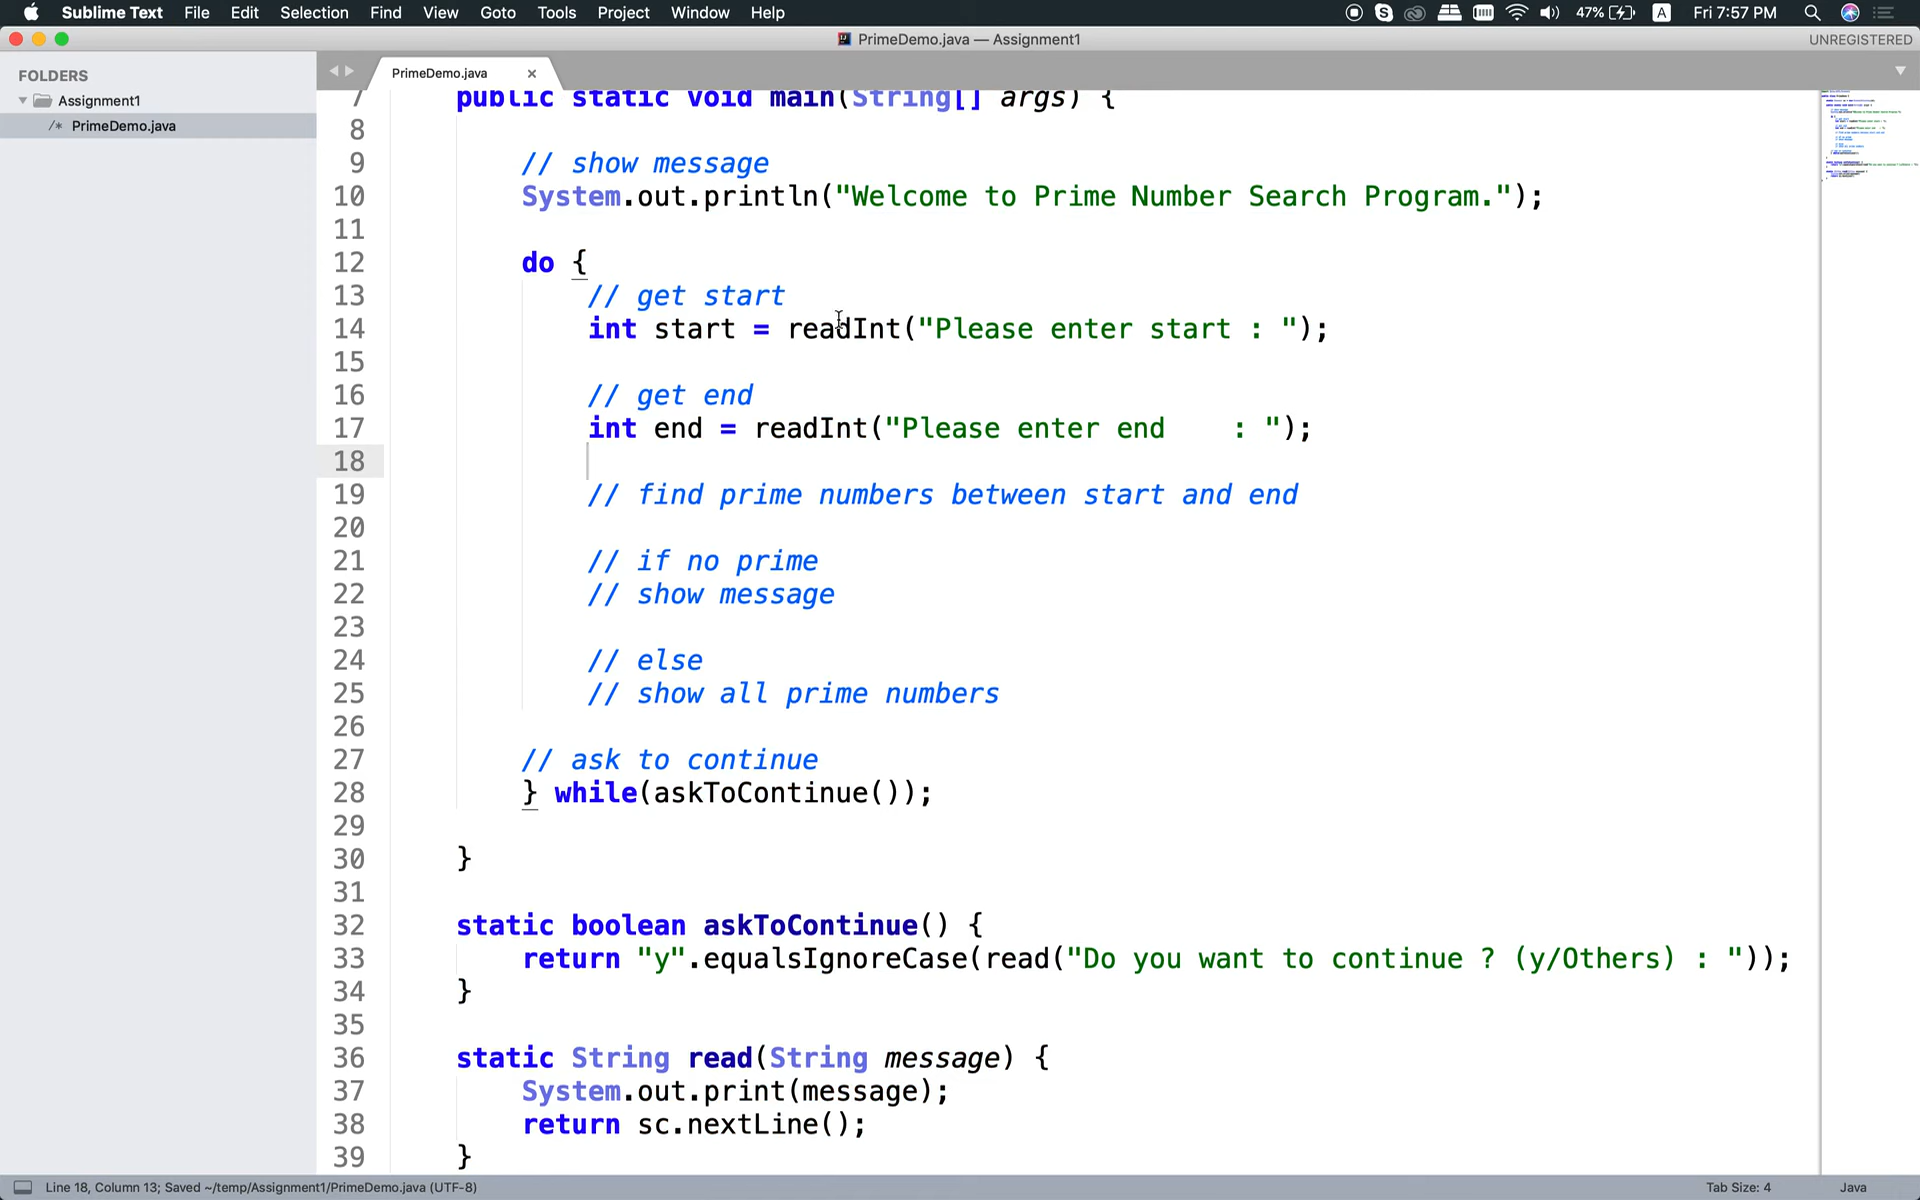 Sublime Text File Edit Selection Find View Goto Tools Project Window Help 47% A Fri 7:57 PM
PrimeDemo.java — Assignment1 UNREGISTERED
FOLDERS
Assignment1
/* PrimeDemo.java
PrimeDemo.java ×
7 public static void main(String[] args) {
8
9 // show message
10 System.out.println("Welcome to Prime Number Search Program.");
11
12 do {
13 // get start
14 int start = readInt("Please enter start : ");
15
16 // get end
17 int end = readInt("Please enter end    : ");
18
19 // find prime numbers between start and end
20
21 // if no prime
22 // show message
23
24 // else
25 // show all prime numbers
26
27 // ask to continue
28 } while(askToContinue());
29
30 }
31
32 static boolean askToContinue() {
33 return "y".equalsIgnoreCase(read("Do you want to continue ? (y/Others) : "));
34 }
35
36 static String read(String message) {
37 System.out.print(message);
38 return sc.nextLine();
39 }
Line 18, Column 13; Saved ~/temp/Assignment1/PrimeDemo.java (UTF-8) Tab Size: 4 Java